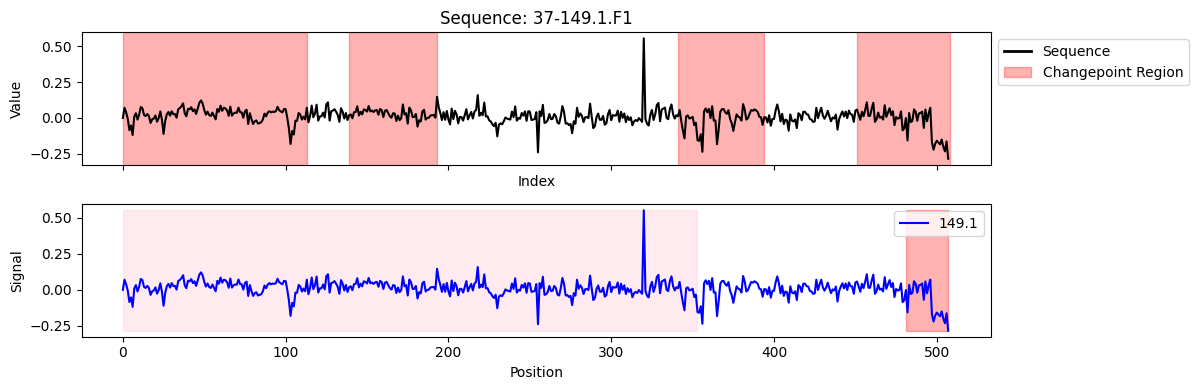 Sequence: 37-149.1.F1
0.50
0.25
0.00
−0.25
Value
Index
Sequence
Changepoint Region
0.50
0.25
0.00
−0.25
Signal
149.1
0
100
200
300
400
500
Position